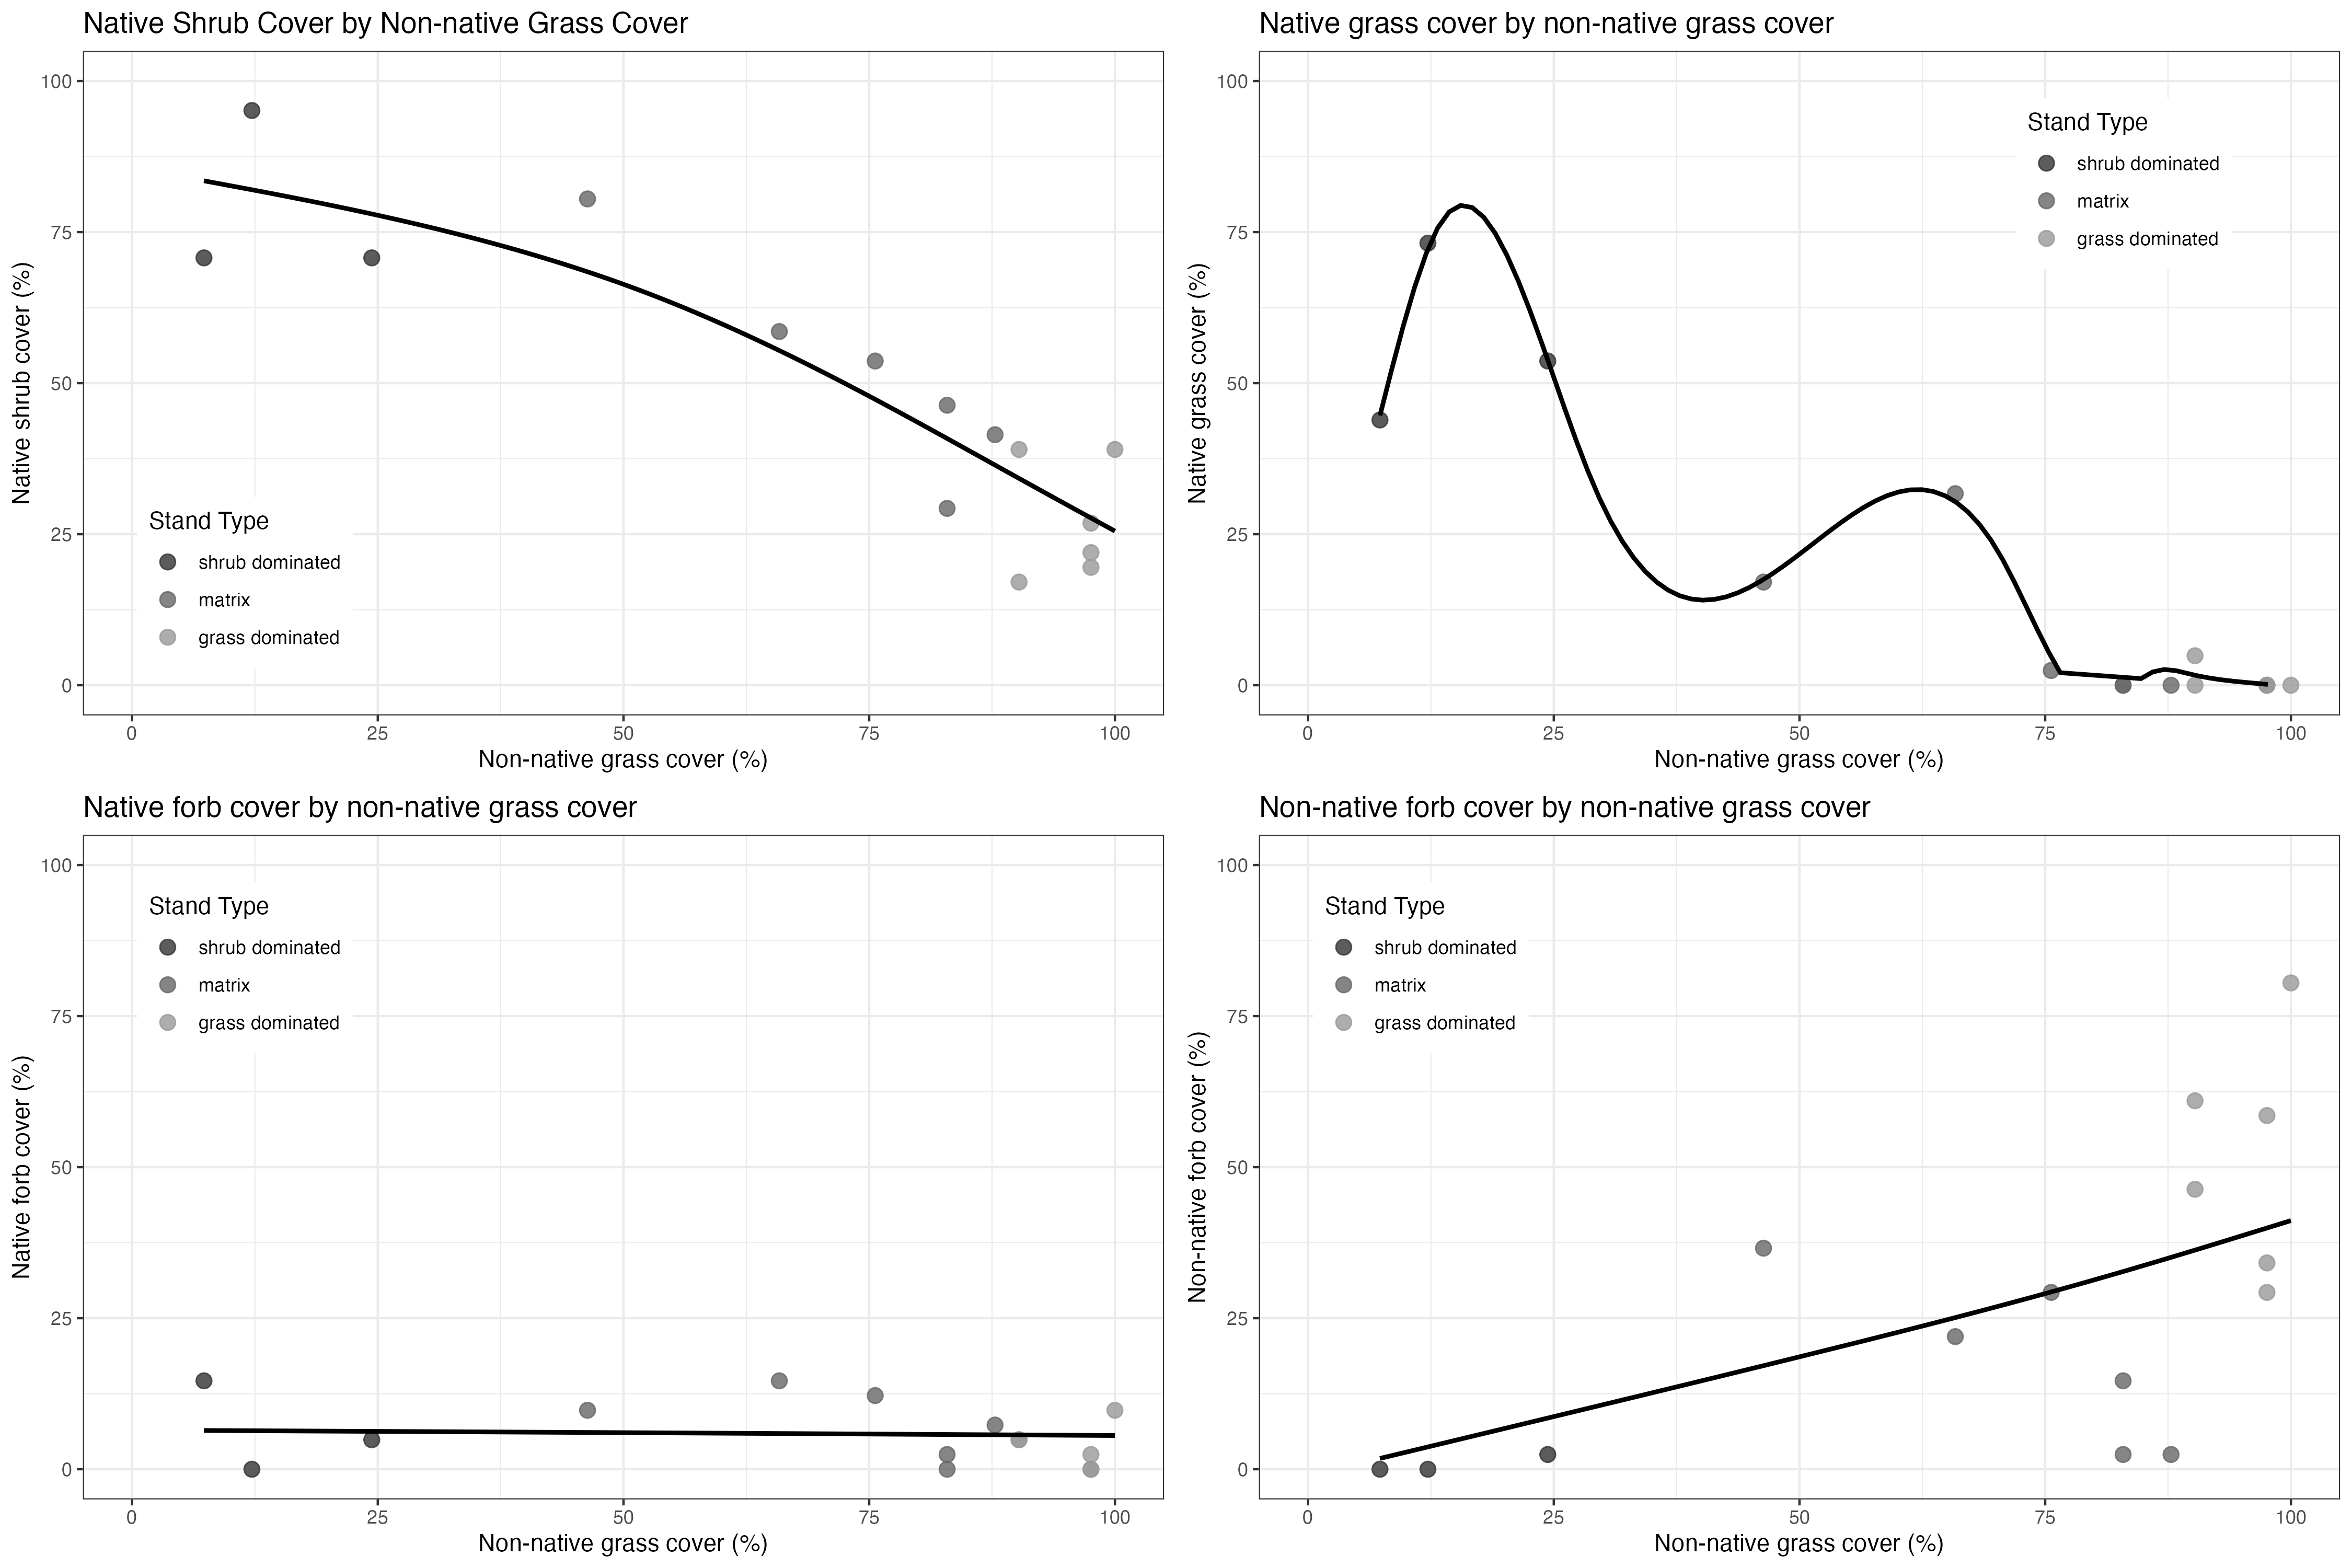 Native Shrub Cover by Non-native Grass Cover
100
75
50
25
0
Native shrub cover (%)
Stand Type
shrub dominated
matrix
grass dominated
0 25 50 75 100
Non-native grass cover (%)
Native grass cover by non-native grass cover
100
75
50
25
0
Native grass cover (%)
Stand Type
shrub dominated
matrix
grass dominated
0 25 50 75 100
Non-native grass cover (%)
Native forb cover by non-native grass cover
100
75
50
25
0
Native forb cover (%)
Stand Type
shrub dominated
matrix
grass dominated
0 25 50 75 100
Non-native grass cover (%)
Non-native forb cover by non-native grass cover
100
75
50
25
0
Non-native forb cover (%)
Stand Type
shrub dominated
matrix
grass dominated
0 25 50 75 100
Non-native grass cover (%)